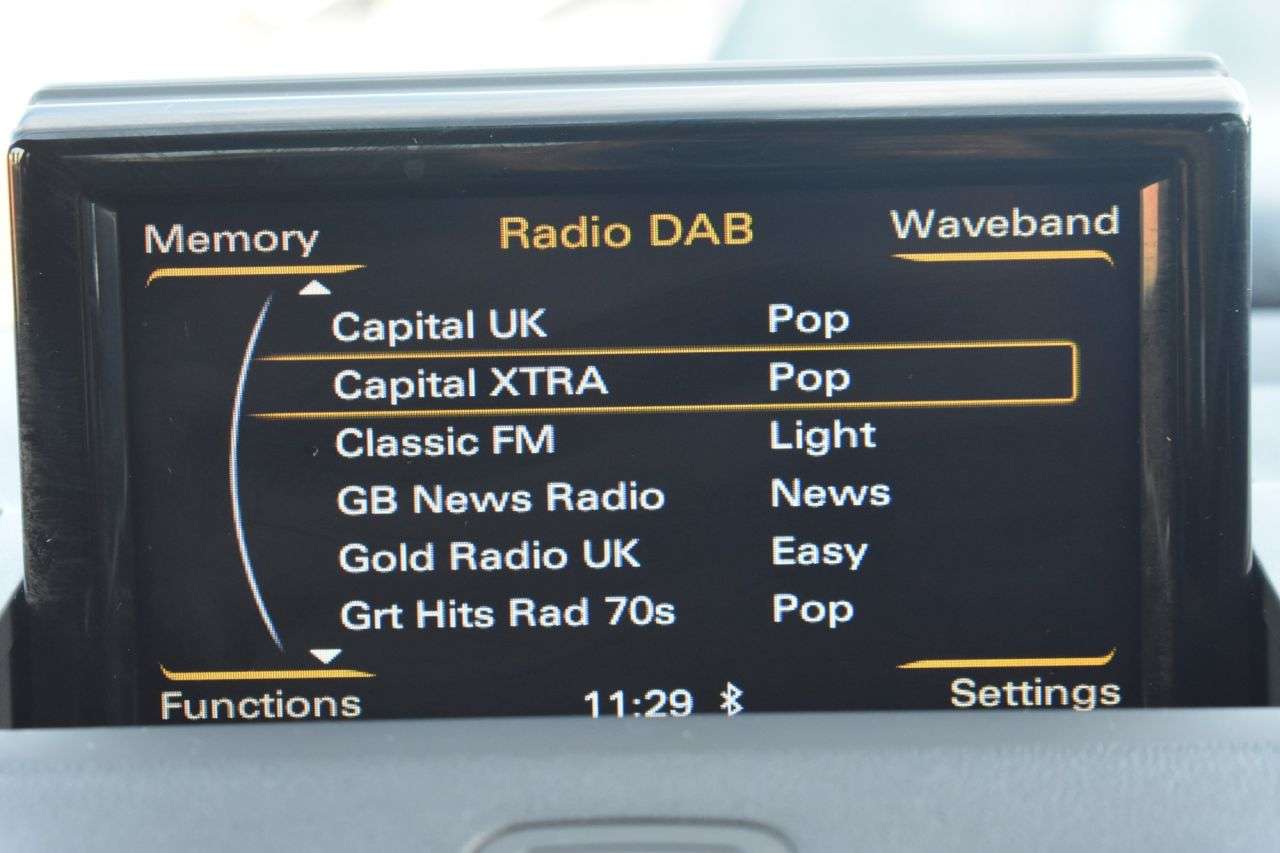 Memory Radio DAB Waveband
Capital UK Pop
Capital XTRA Pop
Classic FM Light
GB News Radio News
Gold Radio UK Easy
Grt Hits Rad 70s Pop
Functions 11:29 Settings